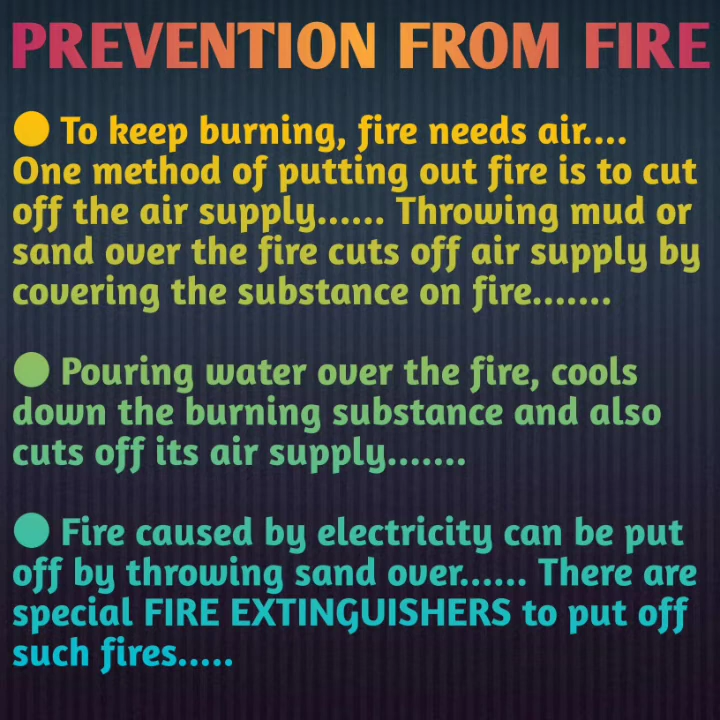 PREVENTION FROM FIRE
● To keep burning, fire needs air....
One method of putting out fire is to cut
off the air supply...... Throwing mud or
sand over the fire cuts off air supply by
covering the substance on fire.......
● Pouring water over the fire, cools
down the burning substance and also
cuts off its air supply.......
● Fire caused by electricity can be put
off by throwing sand over...... There are
special FIRE EXTINGUISHERS to put off
such fires.....